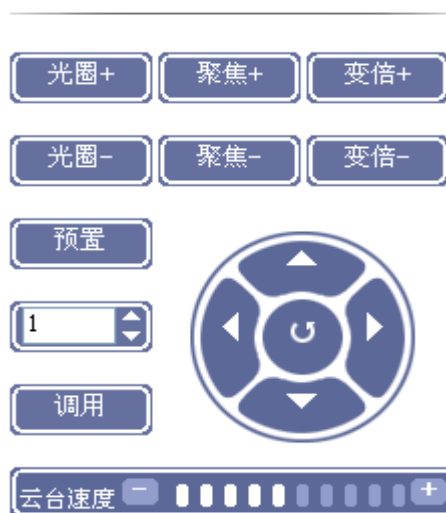 光圈+ 聚焦+ 变倍+
光圈- 聚焦- 变倍-
预置
1
调用
云台速度 - +